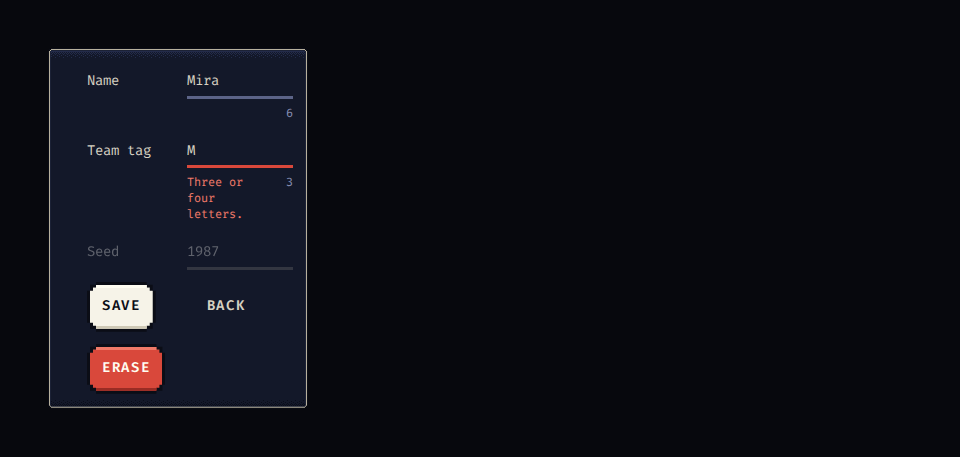 Name Mira
6
Team tag M
Three or 3
four
letters.
Seed 1987
SAVE BACK
ERASE